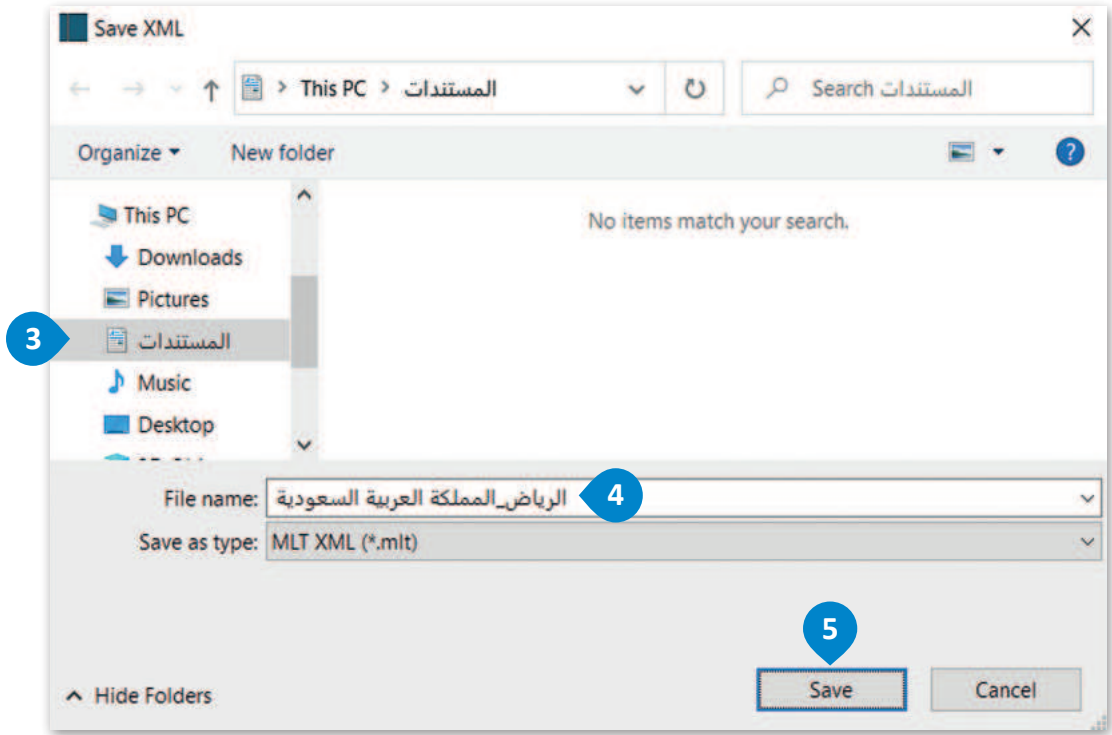 Save XML
This PC > المستندات
Search المستندات
Organize
New folder
?
This PC
Downloads
Pictures
3
المستندات
Music
Desktop
No items match your search.
File name: الرياض_المملكة العربية السعودية
4
Save as type: MLT XML (*.mlt)
5
Hide Folders
Save
Cancel